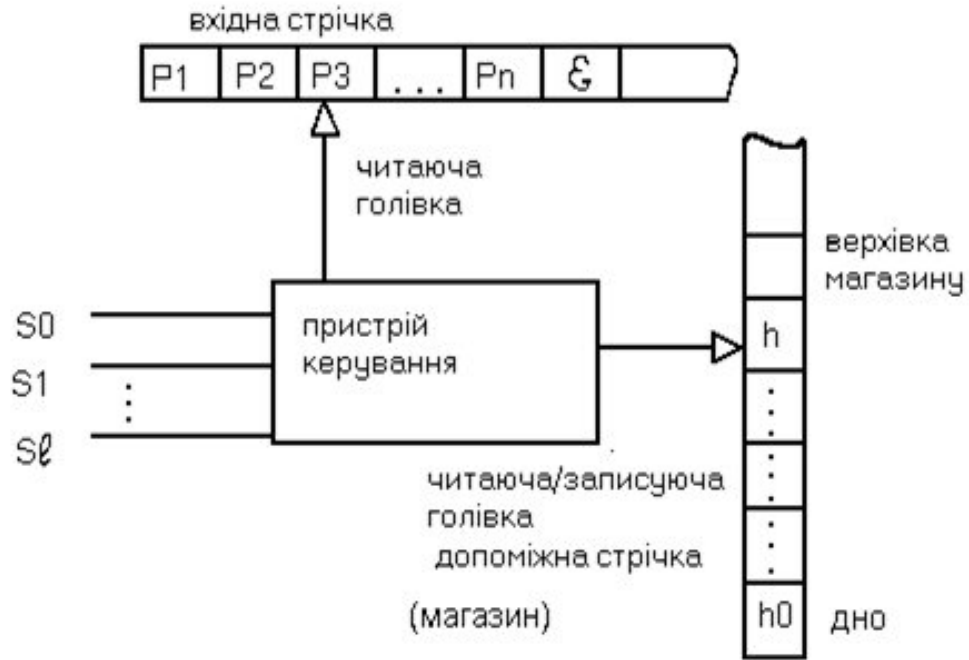 вхідна стрічка
P1 P2 P3 ... Pn &
читаюча
голівка
верхівка
магазину
S0
S1
Sℓ
пристрій
керування
h
читаюча/записуюча
голівка
допоміжна стрічка
(магазин)
h0
дно